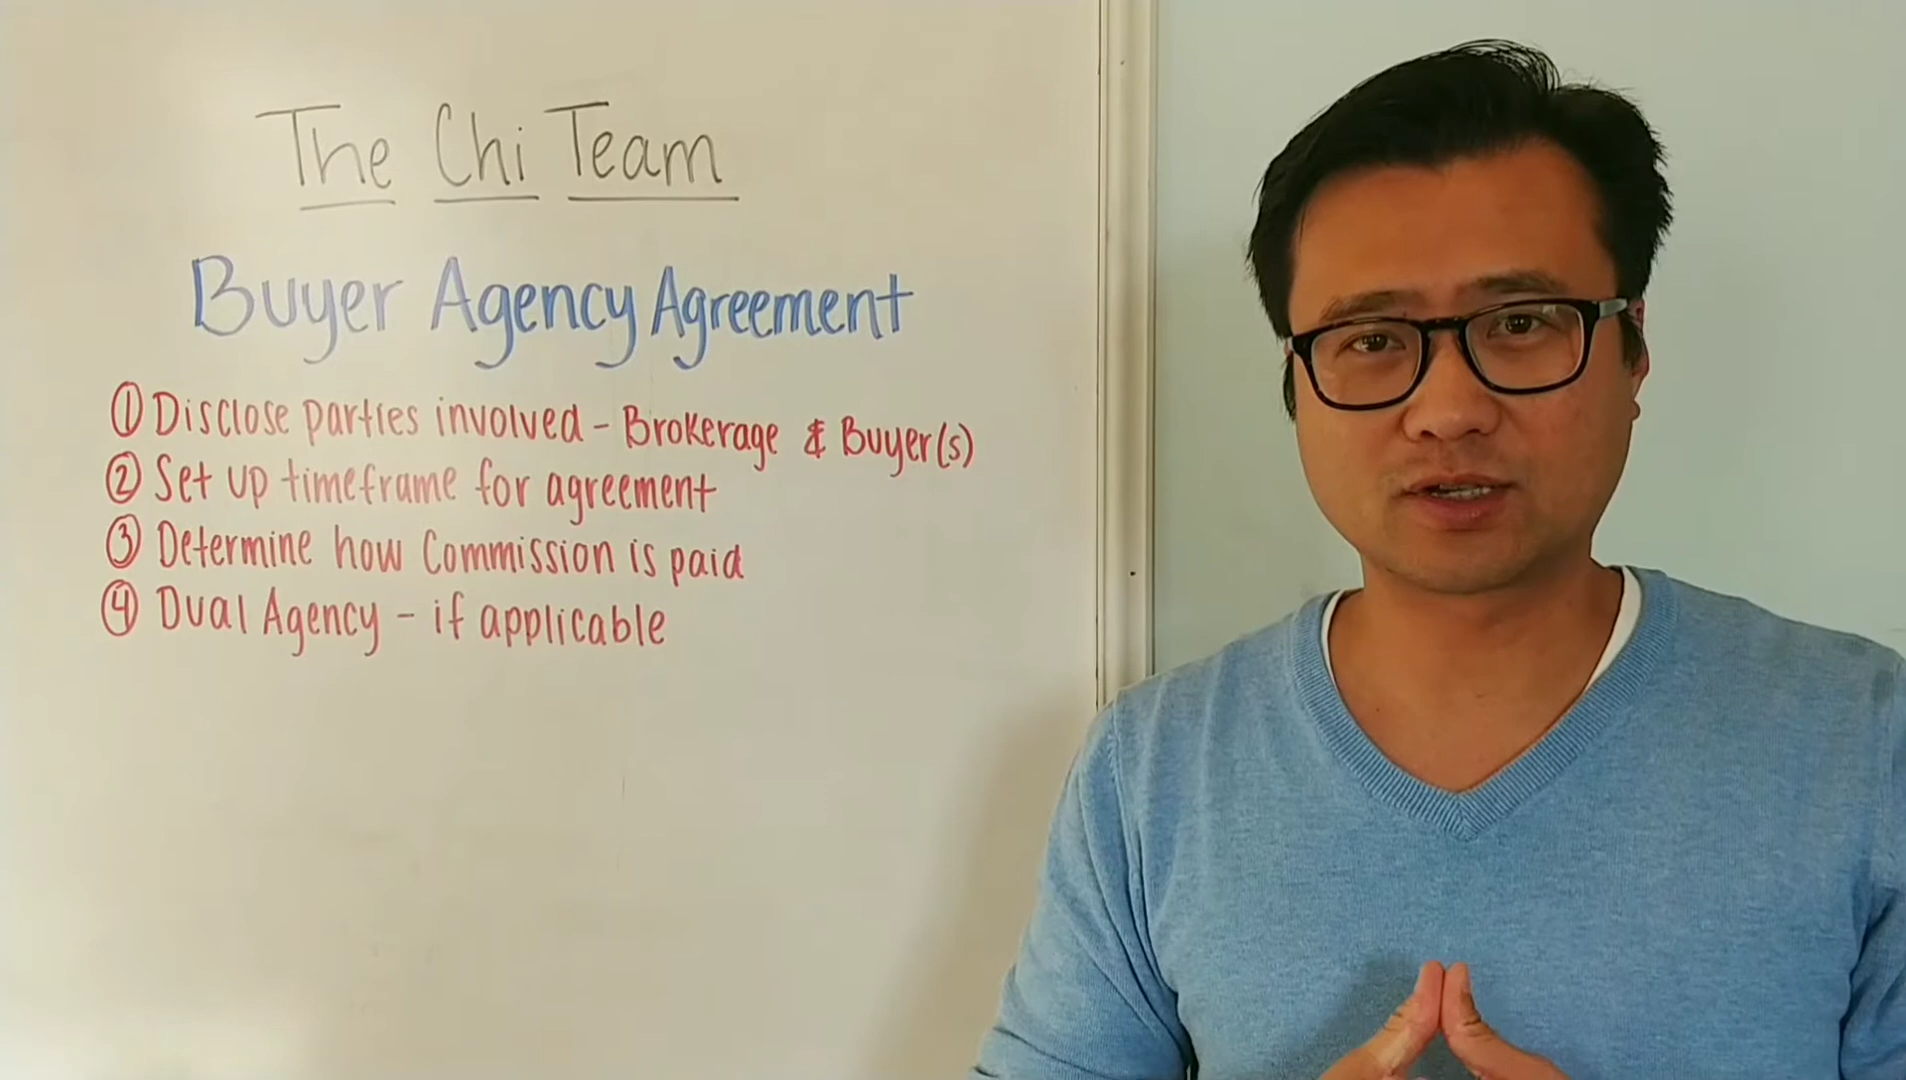 The Chi Team
Buyer Agency Agreement
① Disclose parties involved - Brokerage & Buyer(s)
② Set up timeframe for agreement
③ Determine how Commission is paid
④ Dual Agency - if applicable